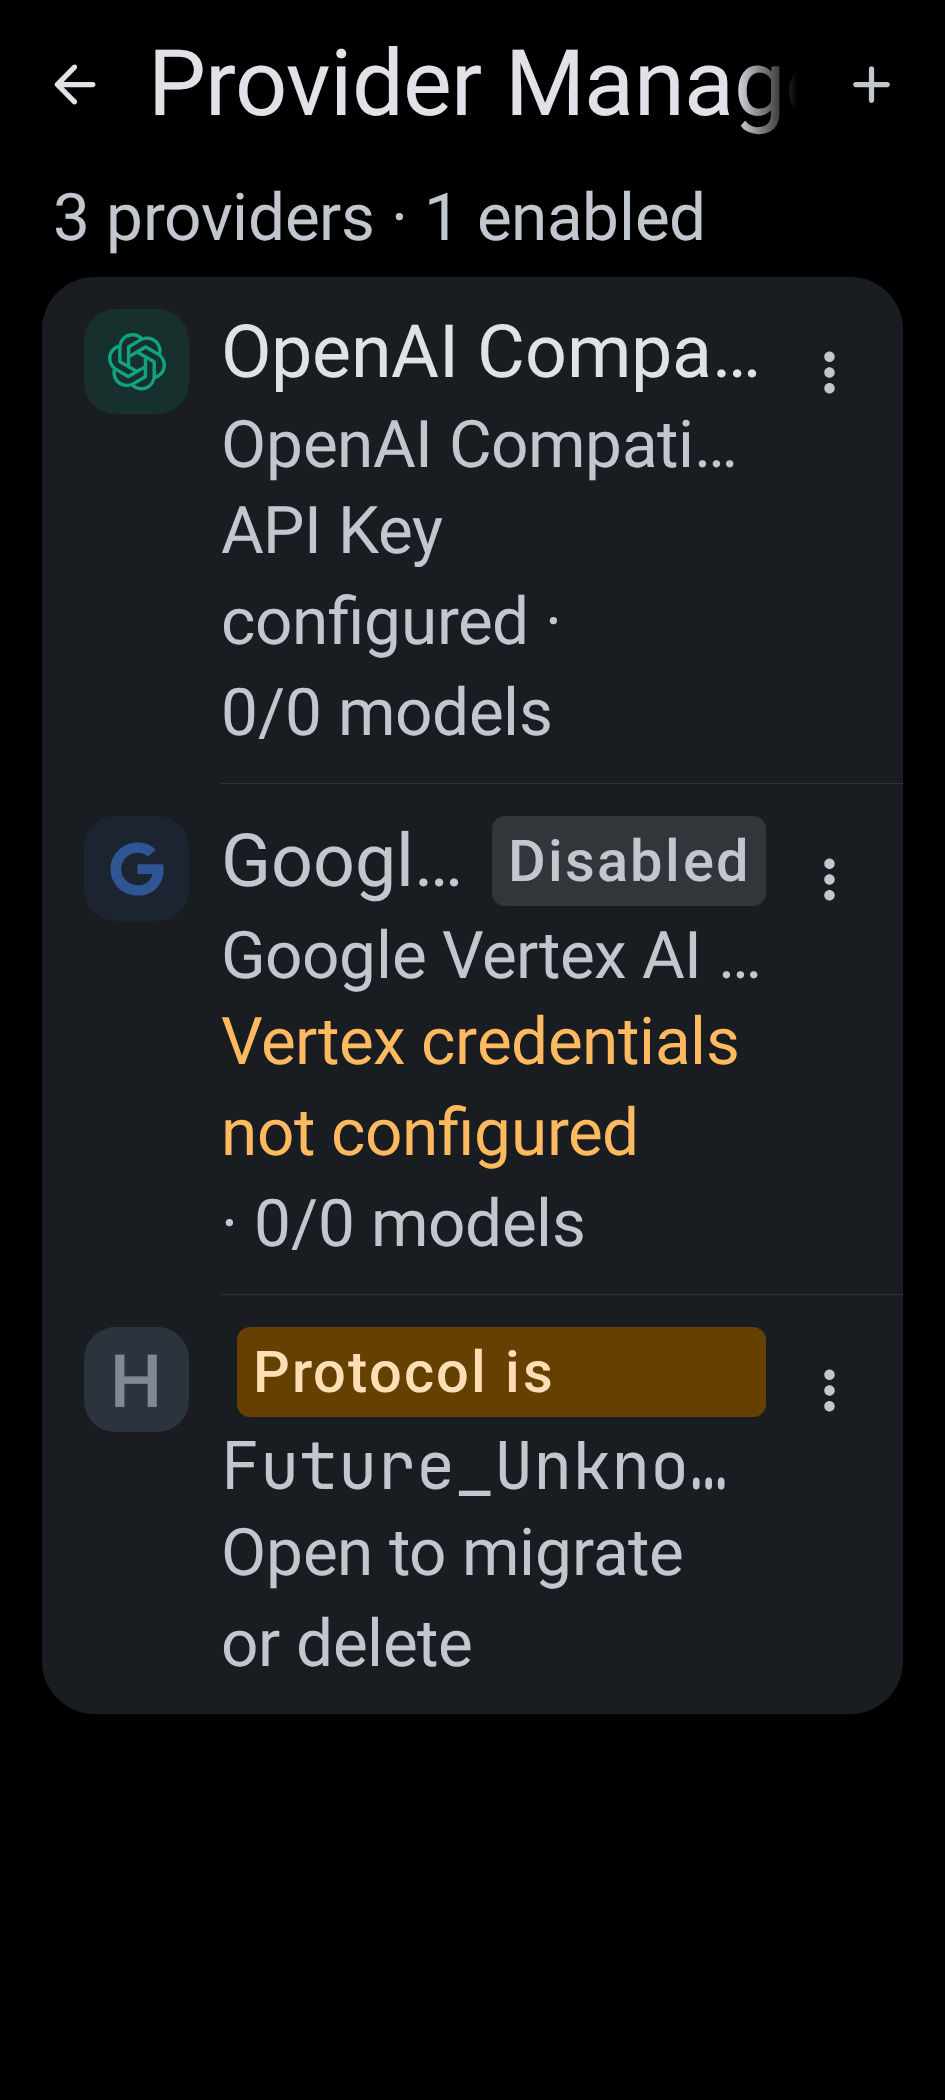 Provider Manag
3 providers · 1 enabled
OpenAI Compa…
OpenAI Compati…
API Key
configured ·
0/0 models
Googl…
Disabled
Google Vertex AI …
Vertex credentials
not configured
· 0/0 models
H
Protocol is
Future_Unkno…
Open to migrate
or delete